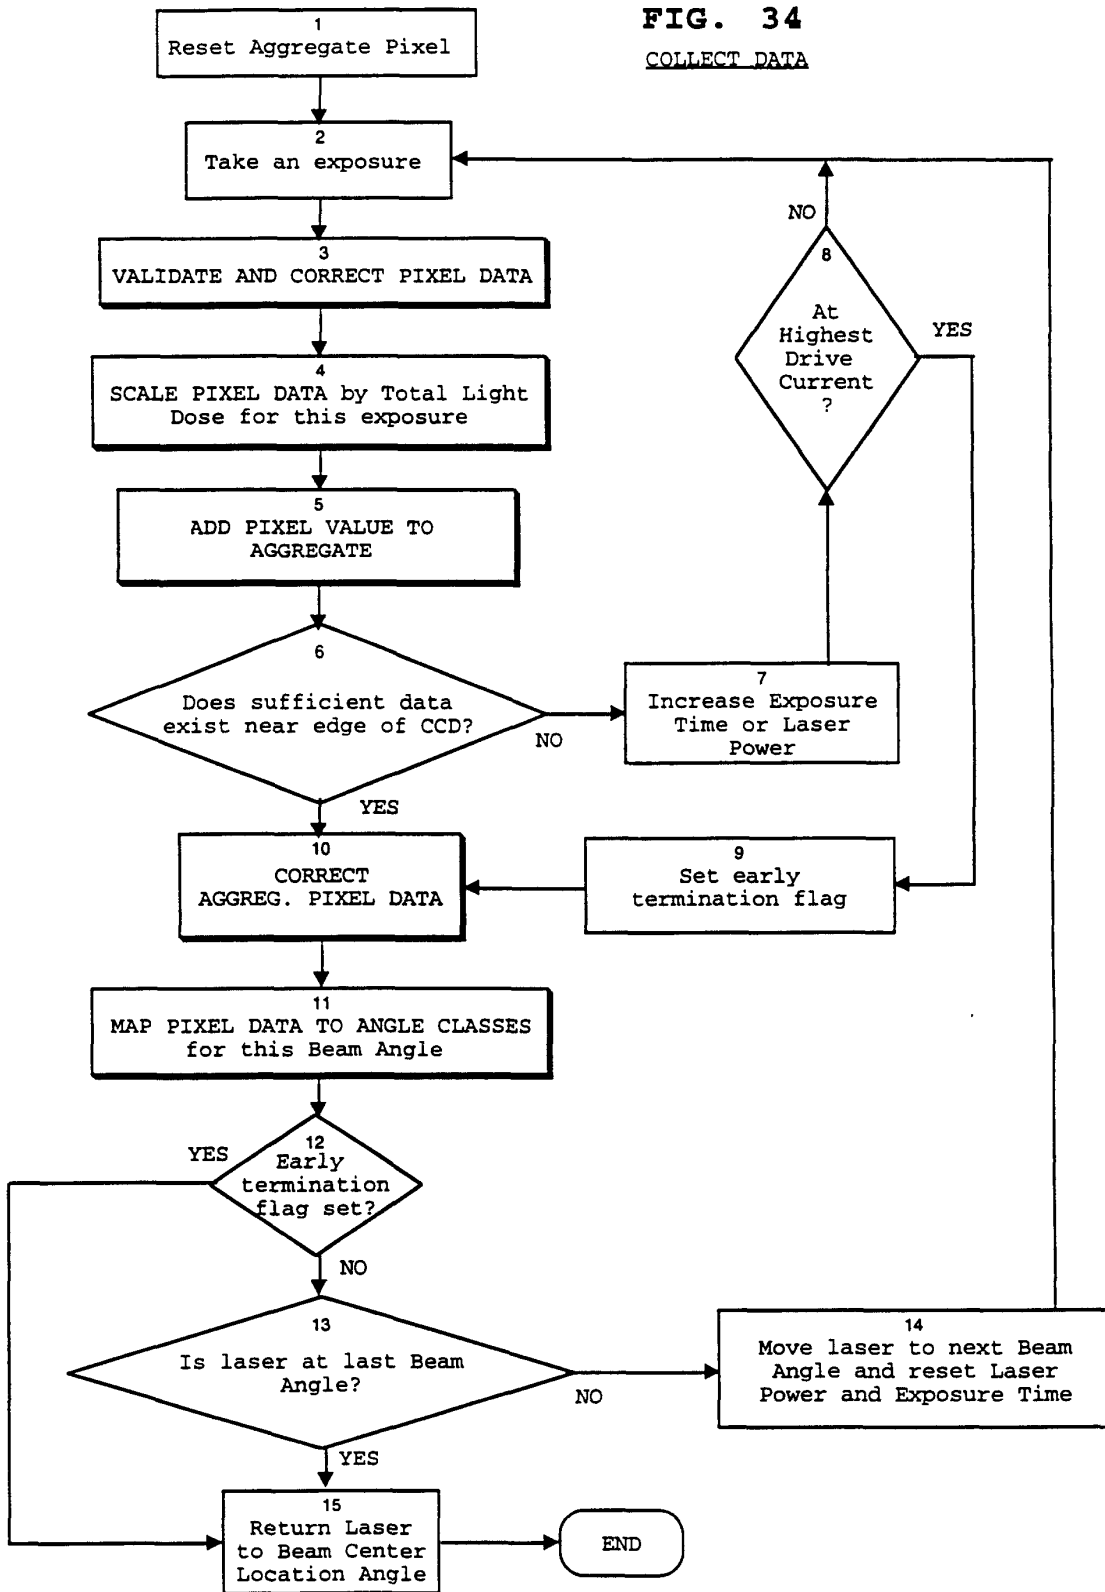 FIG. 34
COLLECT DATA
1
Reset Aggregate Pixel
2
Take an exposure
3
VALIDATE AND CORRECT PIXEL DATA
4
SCALE PIXEL DATA by Total Light
Dose for this exposure
5
ADD PIXEL VALUE TO
AGGREGATE
6
Does sufficient data
exist near edge of CCD?
NO
YES
7
Increase Exposure
Time or Laser
Power
8
At
Highest
Drive
Current
?
NO
YES
9
Set early
termination flag
10
CORRECT
AGGREG. PIXEL DATA
11
MAP PIXEL DATA TO ANGLE CLASSES
for this Beam Angle
12
Early
termination
flag set?
YES
NO
13
Is laser at last Beam
Angle?
NO
YES
14
Move laser to next Beam
Angle and reset Laser
Power and Exposure Time
15
Return Laser
to Beam Center
Location Angle
END